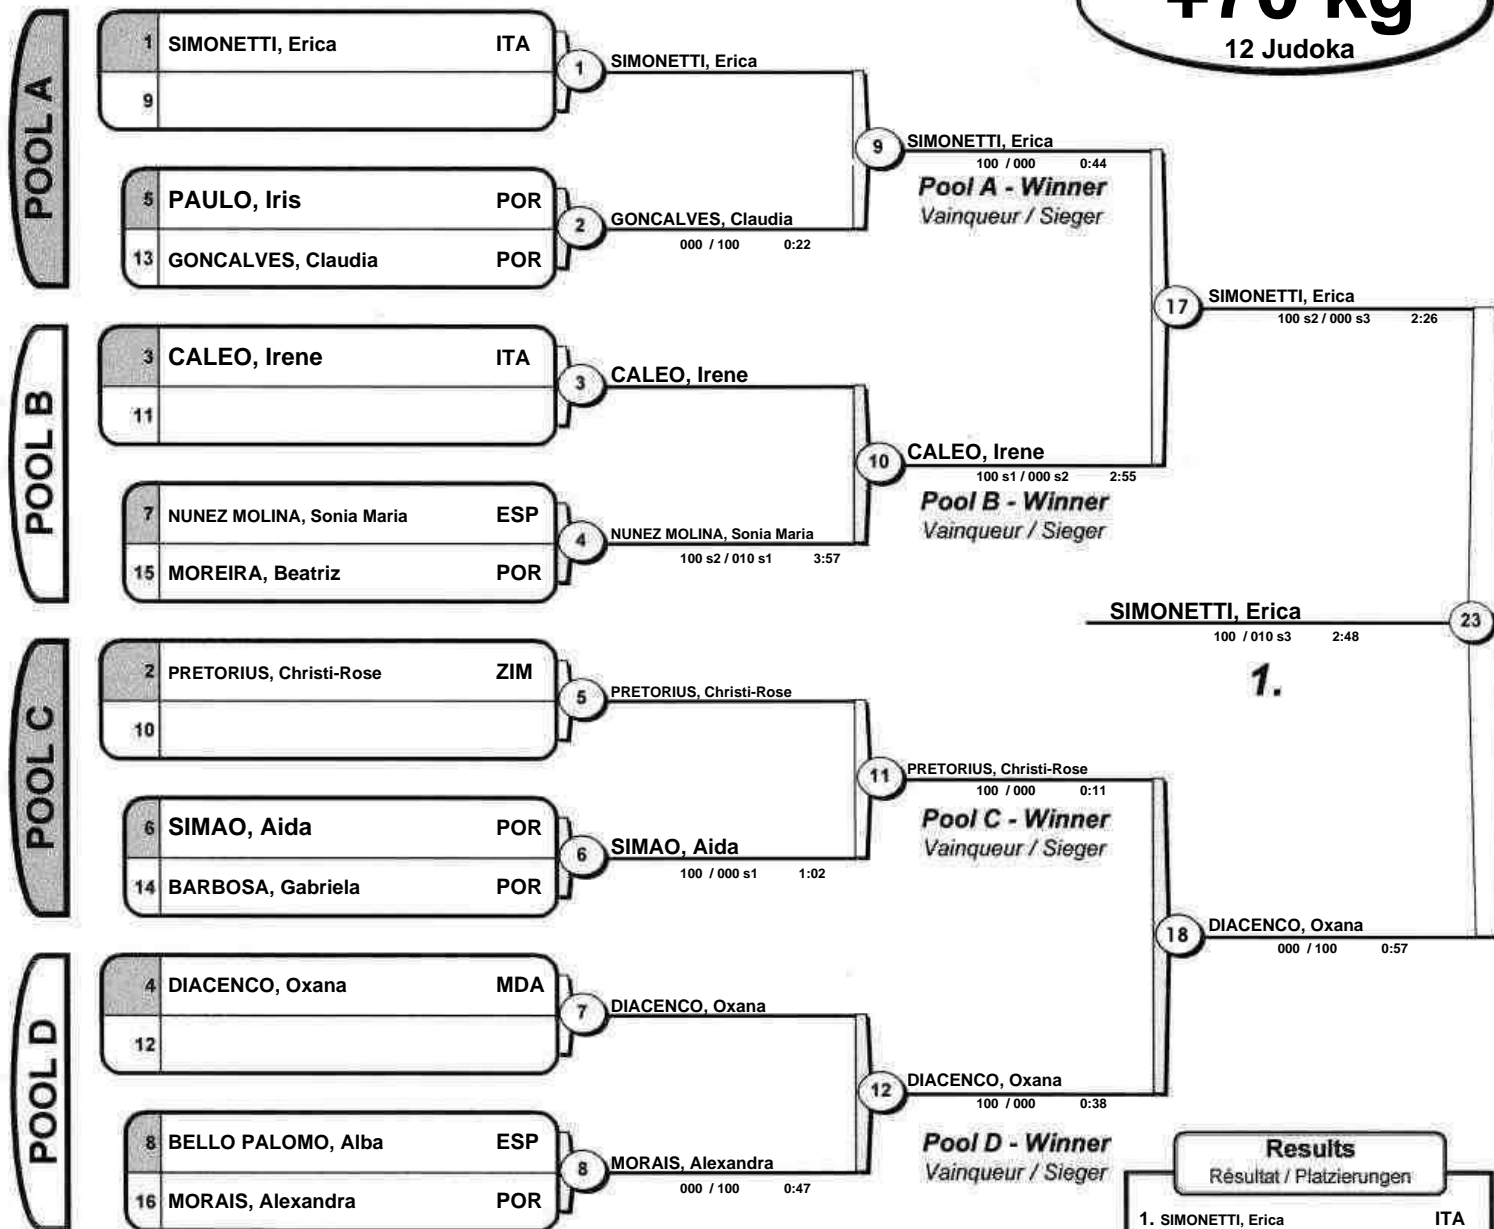 +70 kg
12 Judoka
POOL A
1 SIMONETTI, Erica ITA
9
1 SIMONETTI, Erica
5 PAULO, Iris POR
13 GONCALVES, Claudia POR
2 GONCALVES, Claudia
000 / 100 0:22
9 SIMONETTI, Erica
100 / 000 0:44
Pool A - Winner
Vainqueur / Sieger
POOL B
3 CALEO, Irene ITA
11
3 CALEO, Irene
7 NUNEZ MOLINA, Sonia Maria ESP
15 MOREIRA, Beatriz POR
4 NUNEZ MOLINA, Sonia Maria
100 s2 / 010 s1 3:57
10 CALEO, Irene
100 s1 / 000 s2 2:55
Pool B - Winner
Vainqueur / Sieger
17 SIMONETTI, Erica
100 s2 / 000 s3 2:26
SIMONETTI, Erica 23
100 / 010 s3 2:48
1.
POOL C
2 PRETORIUS, Christi-Rose ZIM
10
5 PRETORIUS, Christi-Rose
6 SIMAO, Aida POR
14 BARBOSA, Gabriela POR
6 SIMAO, Aida
100 / 000 s1 1:02
11 PRETORIUS, Christi-Rose
100 / 000 0:11
Pool C - Winner
Vainqueur / Sieger
18 DIACENCO, Oxana
000 / 100 0:57
POOL D
4 DIACENCO, Oxana MDA
12
7 DIACENCO, Oxana
8 BELLO PALOMO, Alba ESP
16 MORAIS, Alexandra POR
8 MORAIS, Alexandra
000 / 100 0:47
12 DIACENCO, Oxana
100 / 000 0:38
Pool D - Winner
Vainqueur / Sieger
Results
Résultat / Platzierungen
1. SIMONETTI, Erica ITA